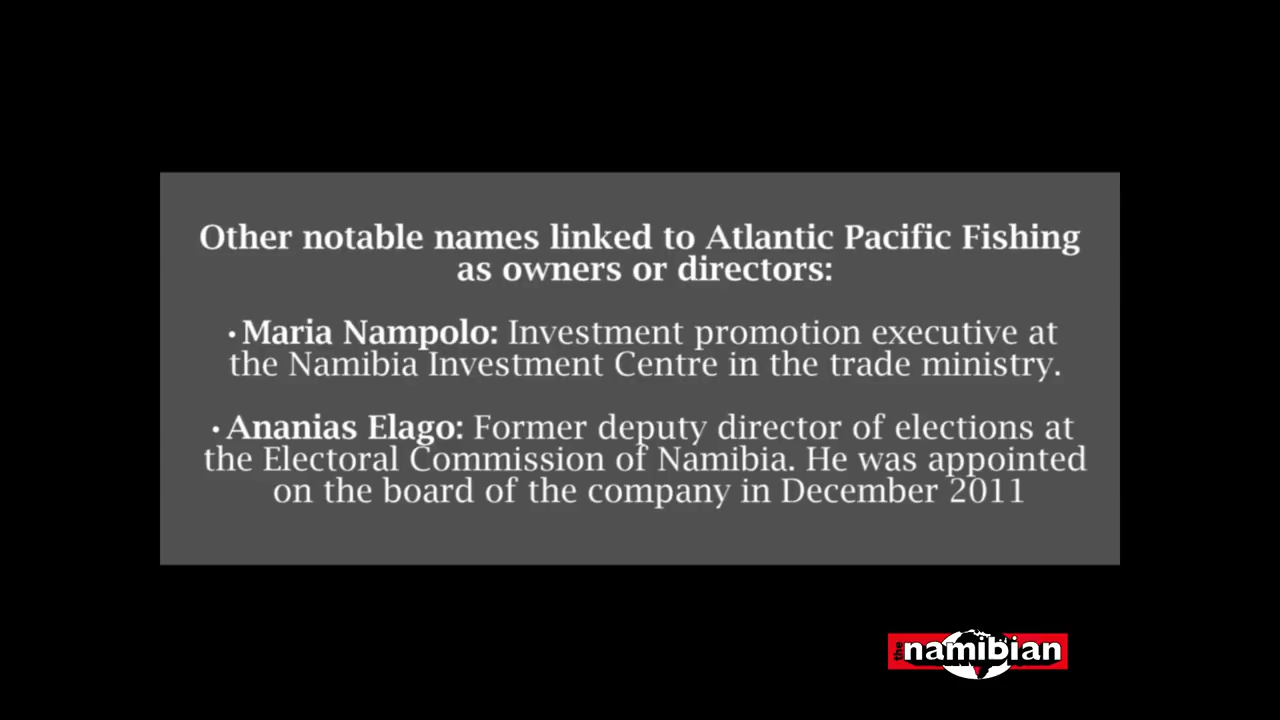 Other notable names linked to Atlantic Pacific Fishing
as owners or directors:
• Maria Nampolo: Investment promotion executive at
the Namibia Investment Centre in the trade ministry.
• Ananias Elago: Former deputy director of elections at
the Electoral Commission of Namibia. He was appointed
on the board of the company in December 2011
the namibian